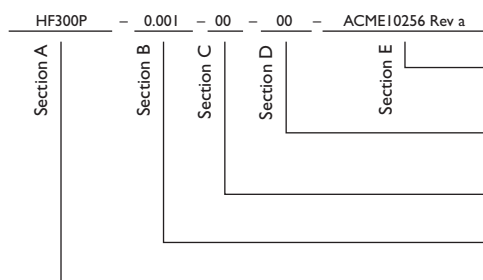 HF300P – 0.001 – 00 – 00 – ACME10256 Rev a
Section A
Section B
Section C
Section D
Section E